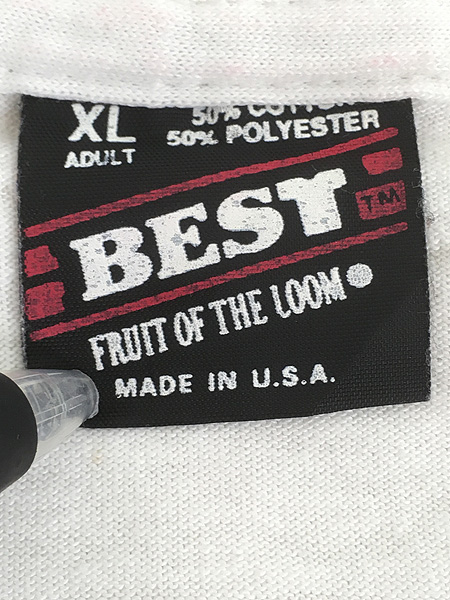 XL
ADULT
50% COTTON
50% POLYESTER
BEST
TM
FRUIT OF THE LOOM
MADE IN U.S.A.